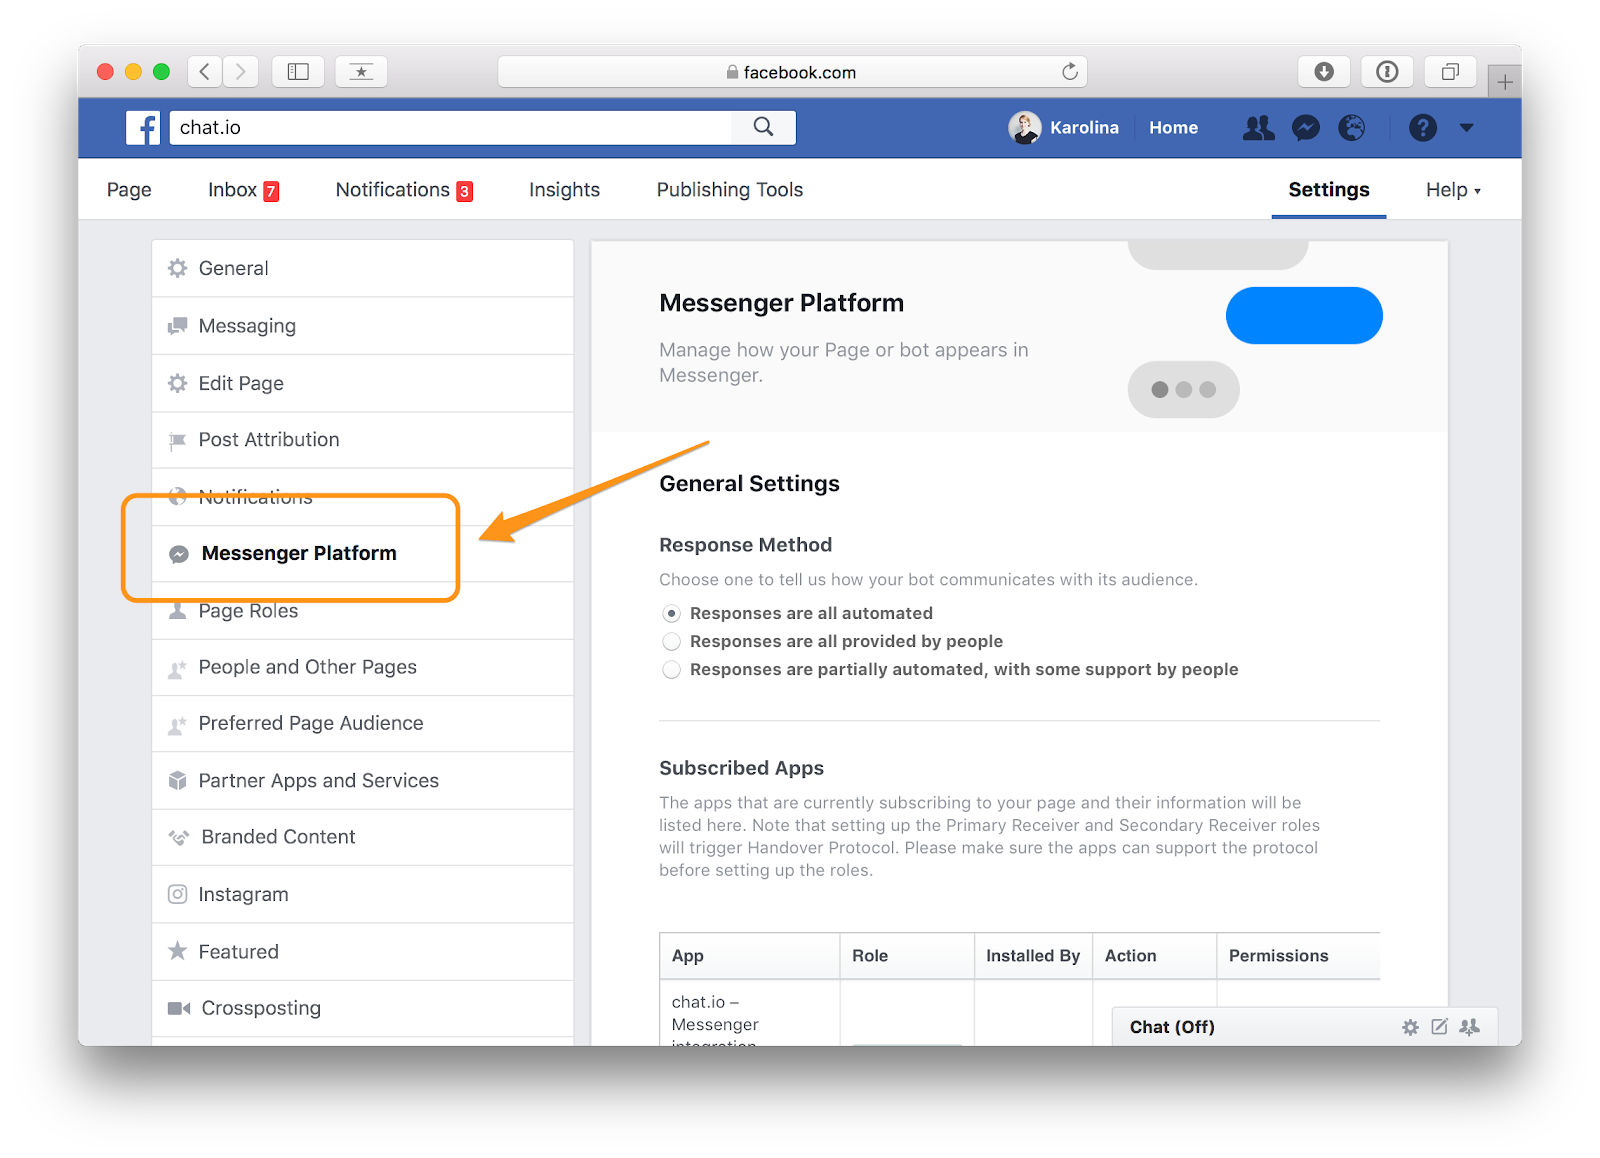 facebook.com
chat.io
Karolina
Home
Page
Inbox 7
Notifications 3
Insights
Publishing Tools
Settings
Help
General
Messaging
Edit Page
Post Attribution
Notifications
Messenger Platform
Page Roles
People and Other Pages
Preferred Page Audience
Partner Apps and Services
Branded Content
Instagram
Featured
Crossposting
Messenger Platform
Manage how your Page or bot appears in
Messenger.
General Settings
Response Method
Choose one to tell us how your bot communicates with its audience.
Responses are all automated
Responses are all provided by people
Responses are partially automated, with some support by people
Subscribed Apps
The apps that are currently subscribing to your page and their information will be
listed here. Note that setting up the Primary Receiver and Secondary Receiver roles
will trigger Handover Protocol. Please make sure the apps can support the protocol
before setting up the roles.
App
Role
Installed By
Action
Permissions
chat.io –
Messenger
integration
Chat (Off)